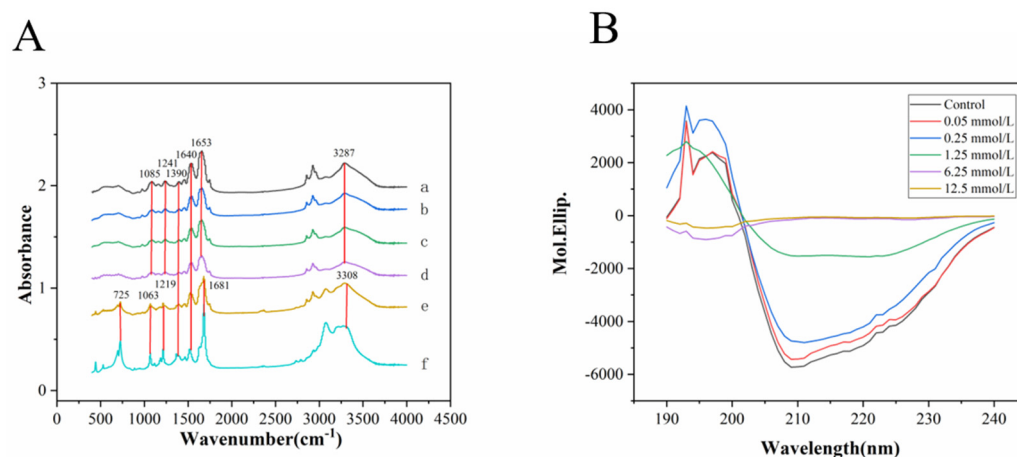 A
Absorbance
3
2
1
0
1085
1241
1390
1640
1653
3287
a
b
c
d
e
f
725
1063
1219
1681
3308
0 500 1000 1500 2000 2500 3000 3500 4000 4500
Wavenumber(cm-1)
B
Mol.Ellip.
4000
2000
0
-2000
-4000
-6000
Control
0.05 mmol/L
0.25 mmol/L
1.25 mmol/L
6.25 mmol/L
12.5 mmol/L
190 200 210 220 230 240
Wavelength(nm)